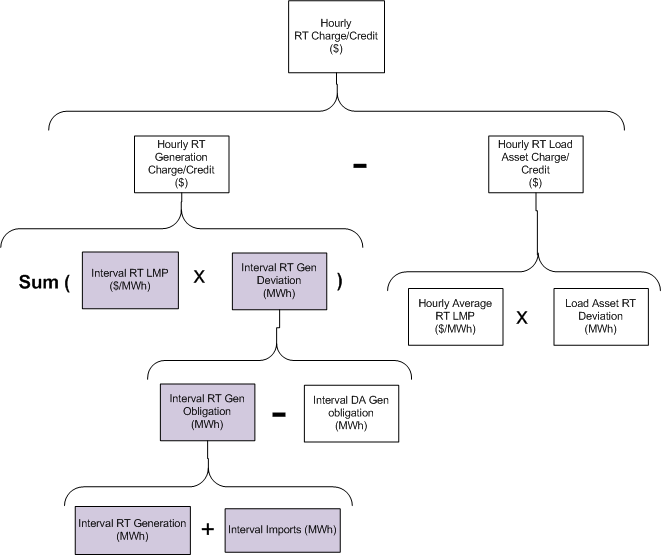 Hourly
RT Charge/Credit
($)
Hourly RT
Generation
Charge/Credit
($)
-
Hourly RT Load
Asset Charge/
Credit
($)
Sum (
Interval RT LMP
($/MWh)
X
Interval RT Gen
Deviation
(MWh)
)
Hourly Average
RT LMP
($/MWh)
X
Load Asset RT
Deviation
(MWh)
Interval RT Gen
Obligation
(MWh)
-
Interval DA Gen
obligation
(MWh)
Interval RT Generation
(MWh)
+
Interval Imports (MWh)